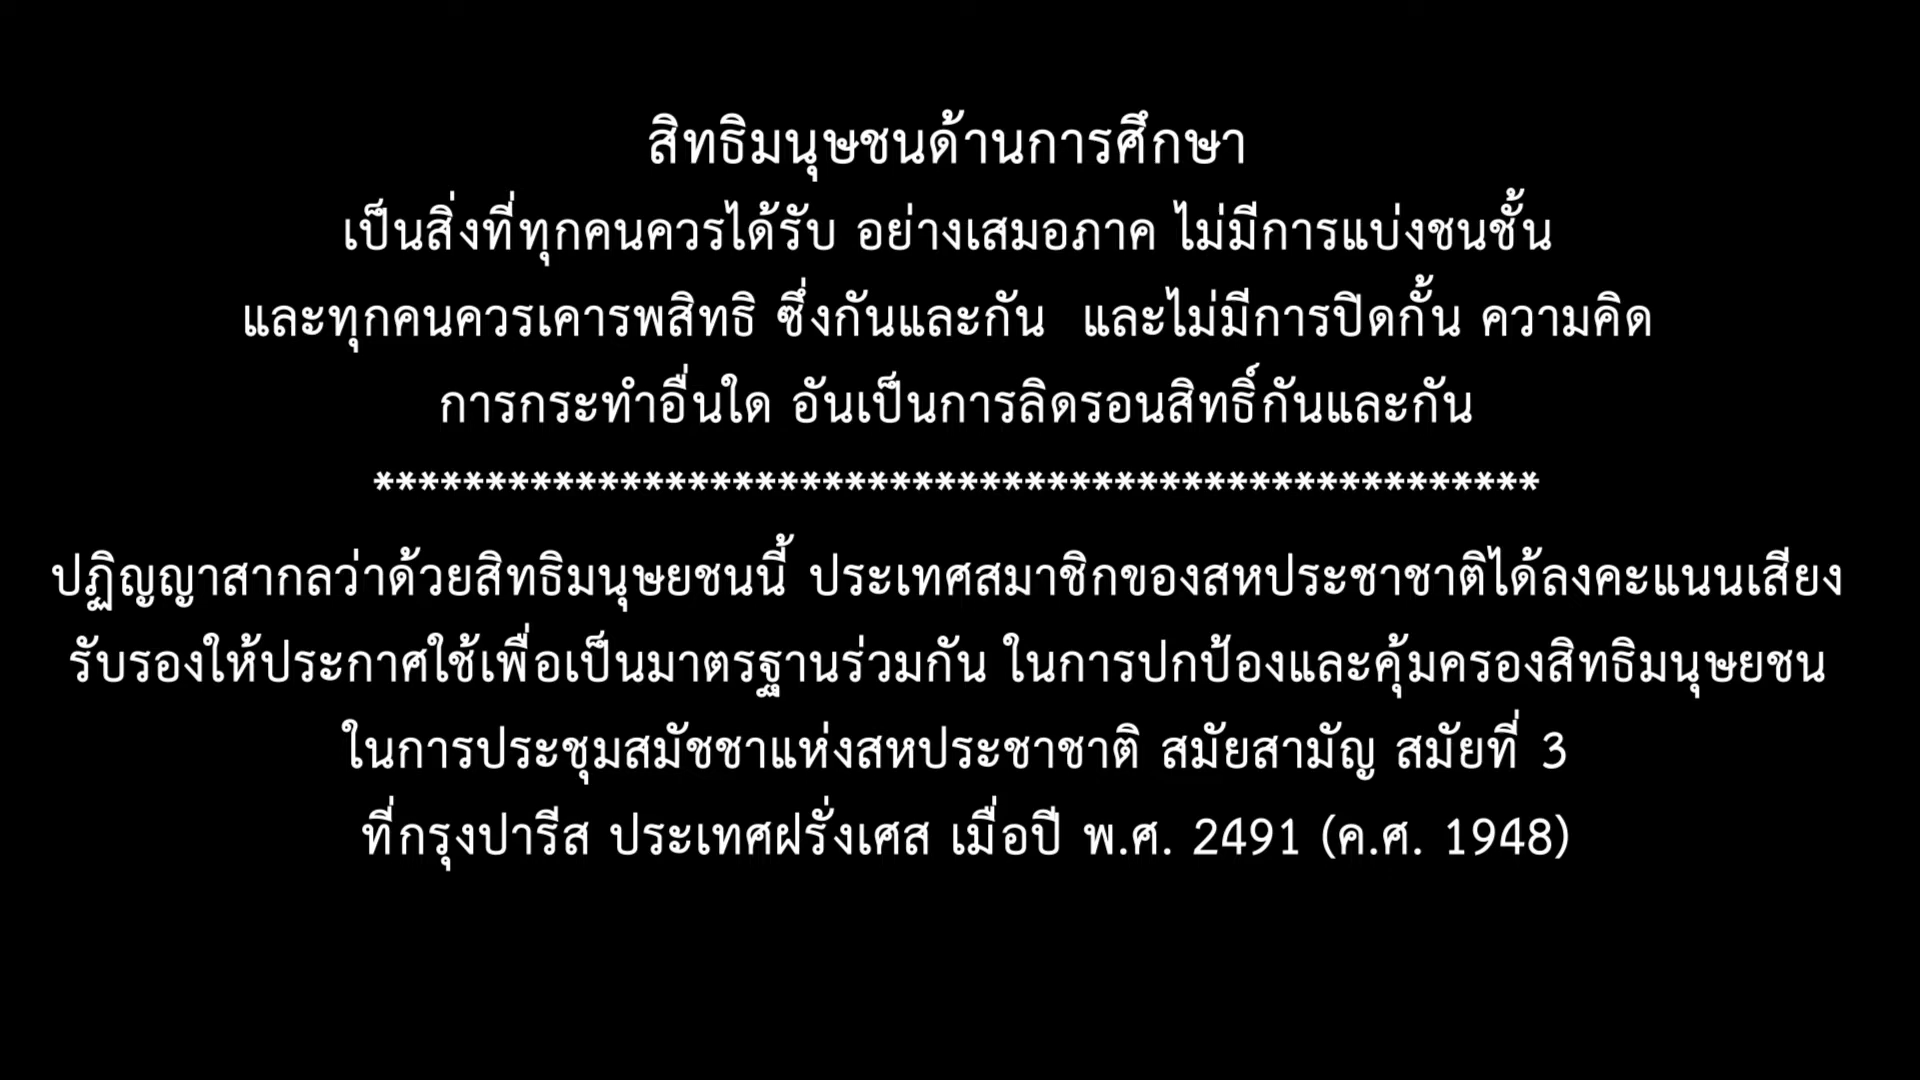 สิทธิมนุษชนด้านการศึกษา
เป็นสิ่งที่ทุกคนควรได้รับ อย่างเสมอภาค ไม่มีการแบ่งชนชั้น
และทุกคนควรเคารพสิทธิ ซึ่งกันและกัน และไม่มีการปิดกั้น ความคิด
การกระทำอื่นใด อันเป็นการลิดรอนสิทธิ์กันและกัน
****************************************************
ปฏิญญาสากลว่าด้วยสิทธิมนุษยชนนี้ ประเทศสมาชิกของสหประชาชาติได้ลงคะแนนเสียง
รับรองให้ประกาศใช้เพื่อเป็นมาตรฐานร่วมกัน ในการปกป้องและคุ้มครองสิทธิมนุษยชน
ในการประชุมสมัชชาแห่งสหประชาชาติ สมัยสามัญ สมัยที่ 3
ที่กรุงปารีส ประเทศฝรั่งเศส เมื่อปี พ.ศ. 2491 (ค.ศ. 1948)